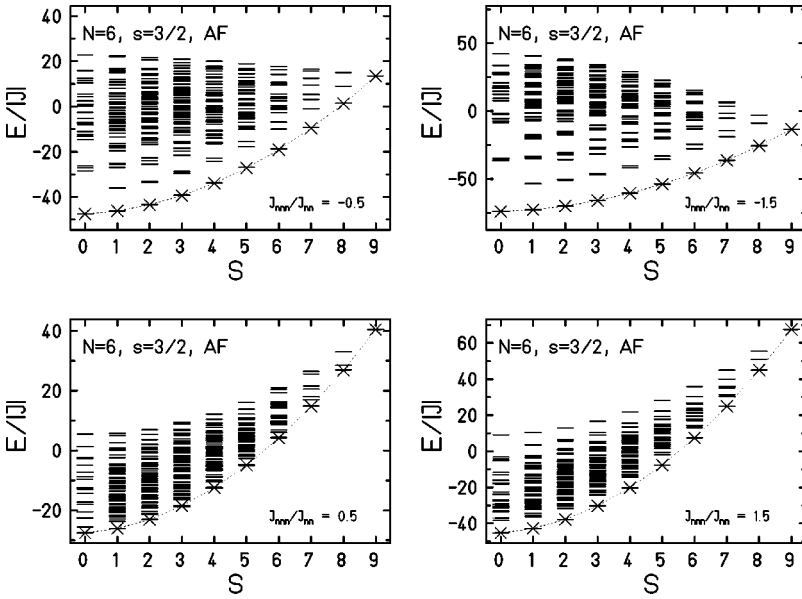 N=6, s=3/2, AF
E/|J|
40
20
0
-20
-40
J_nnn/J_nn = -0.5
0 1 2 3 4 5 6 7 8 9
S
N=6, s=3/2, AF
E/|J|
50
0
-50
J_nnn/J_nn = -1.5
0 1 2 3 4 5 6 7 8 9
S
N=6, s=3/2, AF
E/|J|
40
20
0
-20
J_nnn/J_nn = 0.5
0 1 2 3 4 5 6 7 8 9
S
N=6, s=3/2, AF
E/|J|
60
40
20
0
-20
-40
J_nnn/J_nn = 1.5
0 1 2 3 4 5 6 7 8 9
S